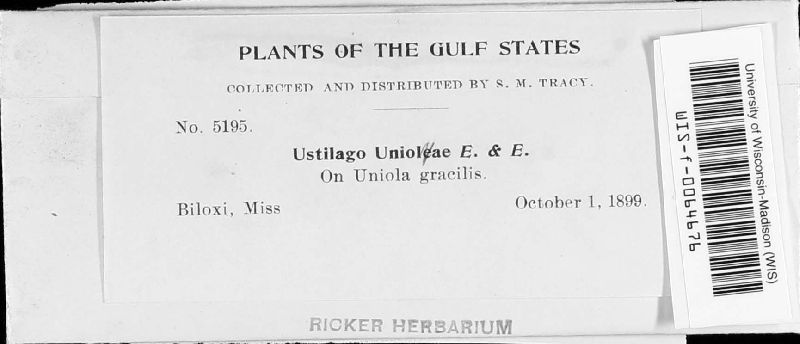 PLANTS OF THE GULF STATES
COLLECTED AND DISTRIBUTED BY S. M. TRACY.
No. 5195.
Ustilago Unioleae E. & E.
On Uniola gracilis.
Biloxi, Miss
October 1, 1899.
RICKER HERBARIUM
University of Wisconsin-Madison (WIS)
WIS-f-0064676